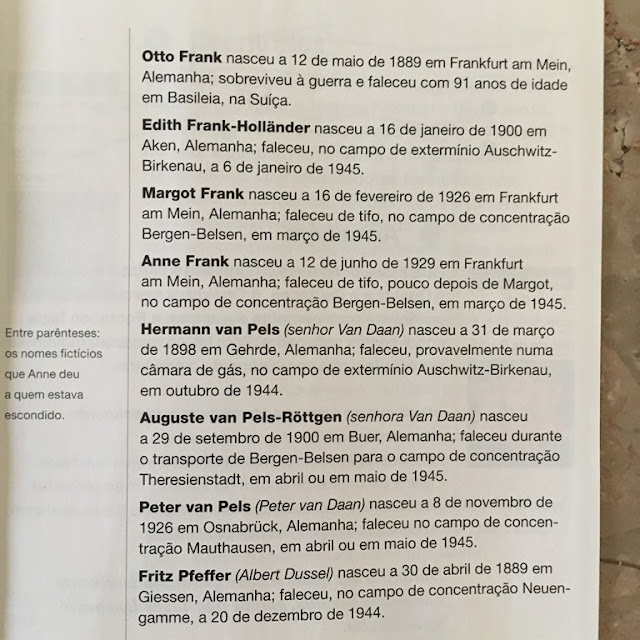 Otto Frank nasceu a 12 de maio de 1889 em Frankfurt am Mein,
Alemanha; sobreviveu à guerra e faleceu com 91 anos de idade
em Basileia, na Suíça.
Edith Frank-Holländer nasceu a 16 de janeiro de 1900 em
Aken, Alemanha; faleceu, no campo de extermínio Auschwitz-
Birkenau, a 6 de janeiro de 1945.
Margot Frank nasceu a 16 de fevereiro de 1926 em Frankfurt
am Mein, Alemanha; faleceu de tifo, no campo de concentração
Bergen-Belsen, em março de 1945.
Anne Frank nasceu a 12 de junho de 1929 em Frankfurt
am Mein, Alemanha; faleceu de tifo, pouco depois de Margot,
no campo de concentração Bergen-Belsen, em março de 1945.
Entre parênteses:
os nomes fictícios
que Anne deu
a quem estava
escondido.
Hermann van Pels (senhor Van Daan) nasceu a 31 de março
de 1898 em Gehrde, Alemanha; faleceu, provavelmente numa
câmara de gás, no campo de extermínio Auschwitz-Birkenau,
em outubro de 1944.
Auguste van Pels-Röttgen (senhora Van Daan) nasceu
a 29 de setembro de 1900 em Buer, Alemanha; faleceu durante
o transporte de Bergen-Belsen para o campo de concentração
Theresienstadt, em abril ou em maio de 1945.
Peter van Pels (Peter van Daan) nasceu a 8 de novembro de
1926 em Osnabrück, Alemanha; faleceu no campo de concen-
tração Mauthausen, em abril ou em maio de 1945.
Fritz Pfeffer (Albert Dussel) nasceu a 30 de abril de 1889 em
Giessen, Alemanha; faleceu, no campo de concentração Neuen-
gamme, a 20 de dezembro de 1944.